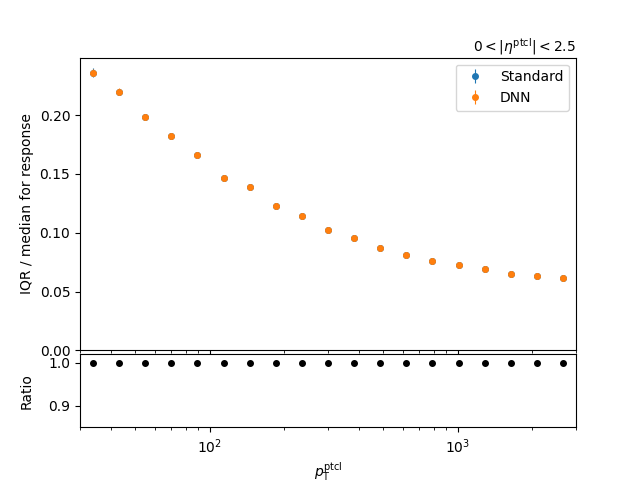 0 < |η^ptcl| < 2.5
Standard
DNN
IQR / median for response
0.20
0.15
0.10
0.05
0.00
Ratio
1.0
0.9
10^2
10^3
p_T^ptcl